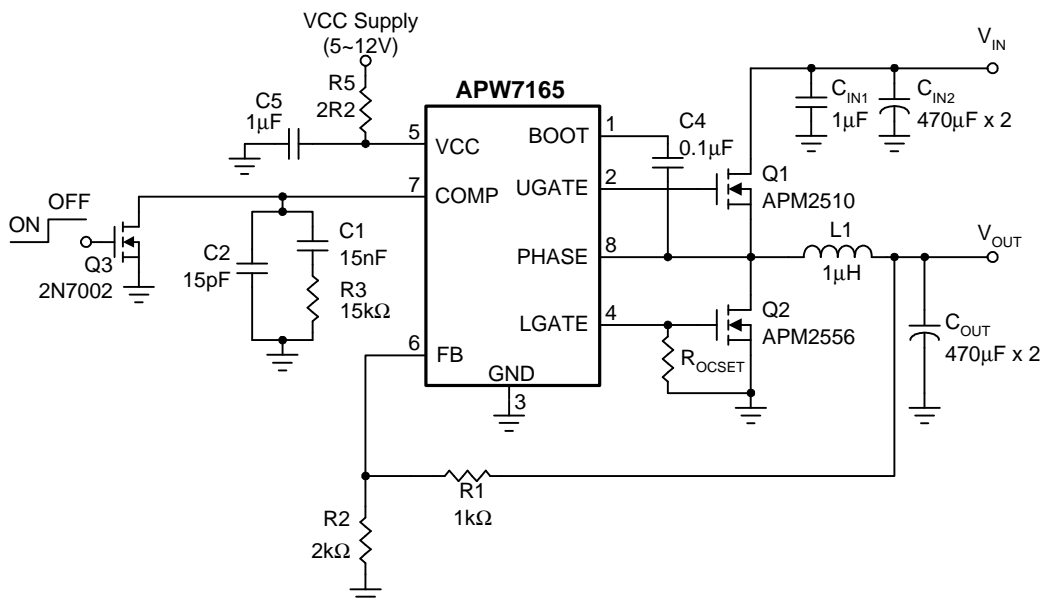 VCC Supply
(5~12V)
R5
2R2
C5
1μF
5
VCC
APW7165
BOOT
1
C4
0.1μF
V_IN
C_IN1
1μF
C_IN2
470μF x 2
7
COMP
UGATE
2
Q1
APM2510
OFF
ON
Q3
2N7002
C2
15pF
C1
15nF
R3
15kΩ
PHASE
8
L1
1μH
V_OUT
LGATE
4
Q2
APM2556
R_OCSET
C_OUT
470μF x 2
6
FB
GND
3
R1
1kΩ
R2
2kΩ